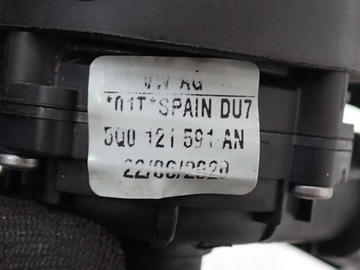 VW AG
*01T*SPAIN DU7
5Q0 121 591 AN
22/06/2020